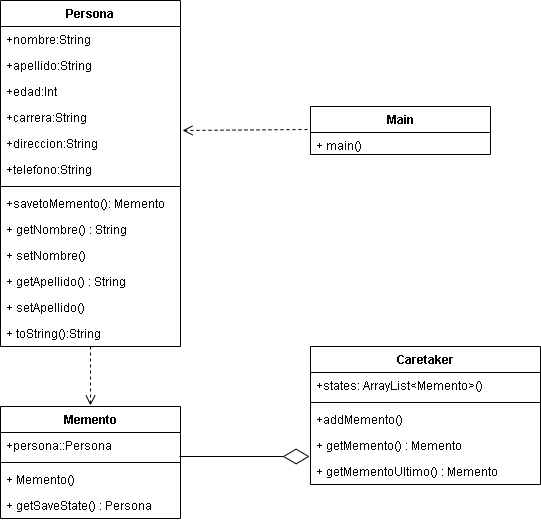 Persona
+nombre:String
+apellido:String
+edad:Int
+carrera:String
+direccion:String
+telefono:String
+savetoMemento(): Memento
+ getNombre() : String
+ setNombre()
+ getApellido() : String
+ setApellido()
+ toString():String
Main
+ main()
Memento
+persona::Persona
+ Memento()
+ getSaveState() : Persona
Caretaker
+states: ArrayList<Memento>()
+addMemento()
+ getMemento() : Memento
+ getMementoUltimo() : Memento